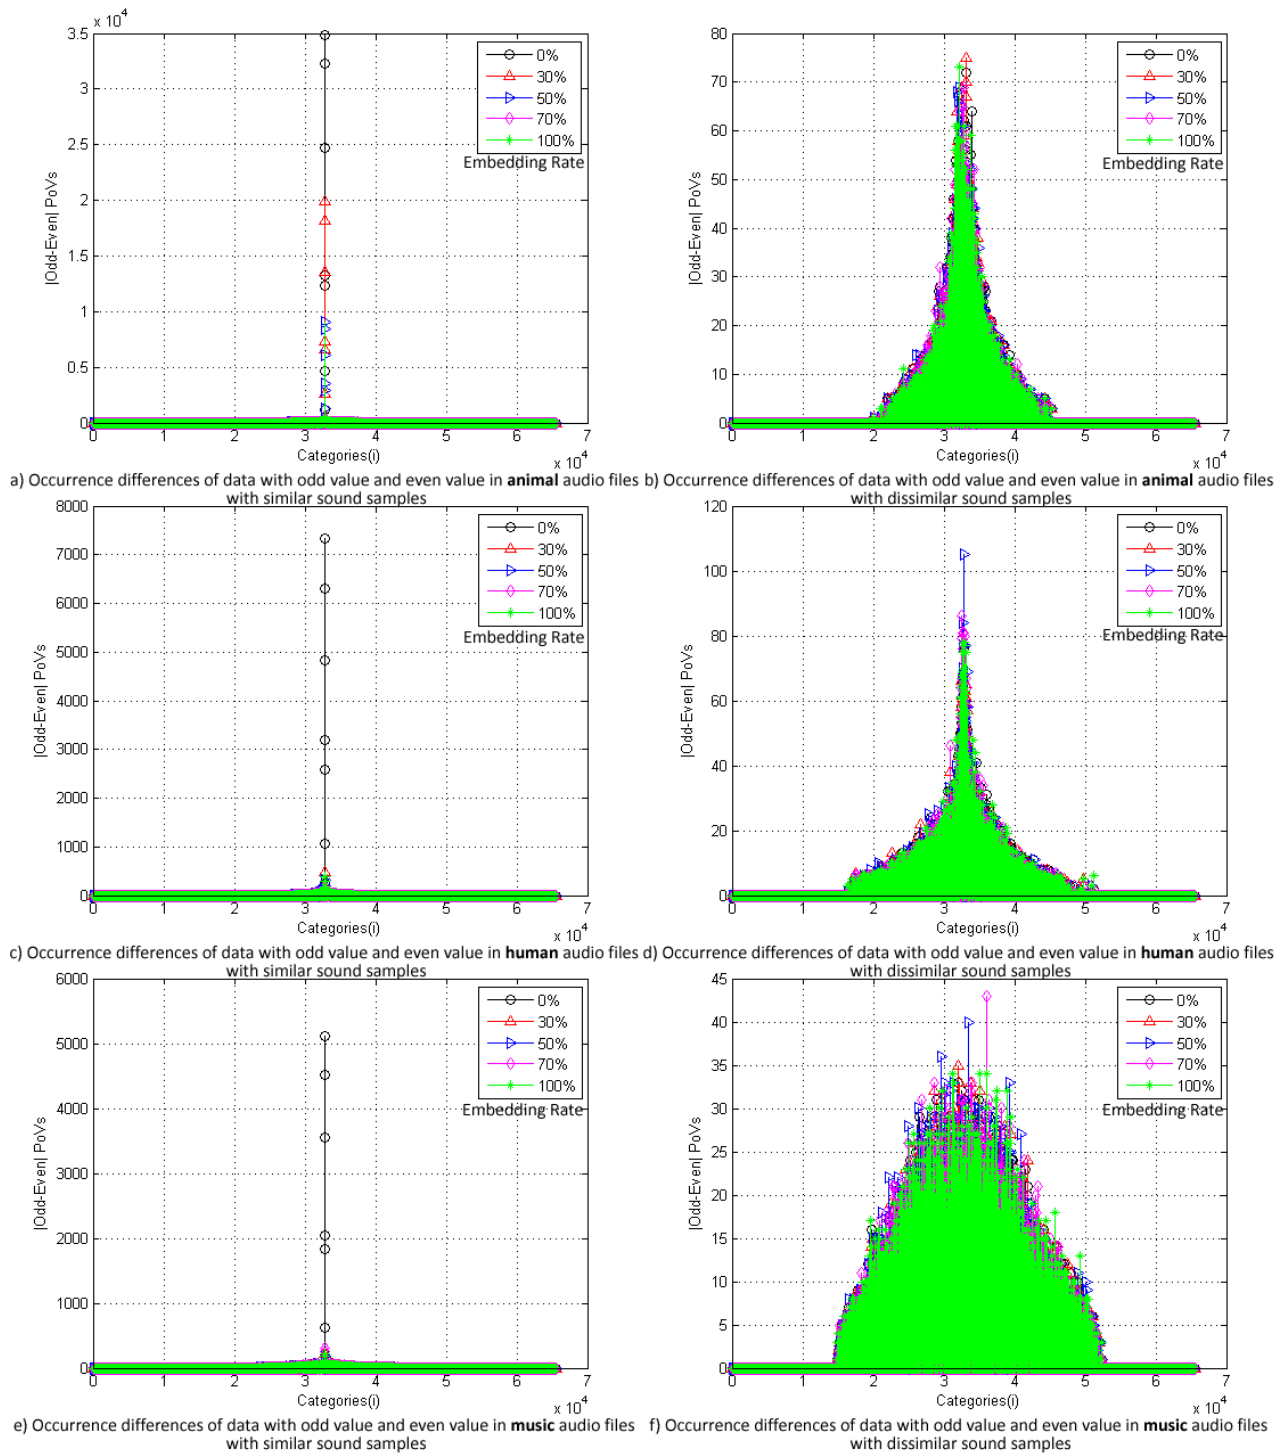 x 10^4
3.5
3
2.5
2
1.5
1
0.5
0
|Odd-Even| PoVs
0%
30%
50%
70%
100%
Embedding Rate
0 1 2 3 4 5 6 7
Categories(i)
x 10^4
80
70
60
50
40
30
20
10
0
|Odd-Even| PoVs
0%
30%
50%
70%
100%
Embedding Rate
0 1 2 3 4 5 6 7
Categories(i)
x 10^4
a) Occurrence differences of data with odd value and even value in animal audio files
with similar sound samples
b) Occurrence differences of data with odd value and even value in animal audio files
with dissimilar sound samples
8000
7000
6000
5000
4000
3000
2000
1000
0
|Odd-Even| PoVs
0%
30%
50%
70%
100%
Embedding Rate
0 1 2 3 4 5 6 7
Categories(i)
x 10^4
120
100
80
60
40
20
0
|Odd-Even| PoVs
0%
30%
50%
70%
100%
Embedding Rate
0 1 2 3 4 5 6 7
Categories(i)
x 10^4
c) Occurrence differences of data with odd value and even value in human audio files
with similar sound samples
d) Occurrence differences of data with odd value and even value in human audio files
with dissimilar sound samples
6000
5000
4000
3000
2000
1000
0
|Odd-Even| PoVs
0%
30%
50%
70%
100%
Embedding Rate
0 1 2 3 4 5 6 7
Categories(i)
x 10^4
45
40
35
30
25
20
15
10
5
0
|Odd-Even| PoVs
0%
30%
50%
70%
100%
Embedding Rate
0 1 2 3 4 5 6 7
Categories(i)
x 10^4
e) Occurrence differences of data with odd value and even value in music audio files
with similar sound samples
f) Occurrence differences of data with odd value and even value in music audio files
with dissimilar sound samples